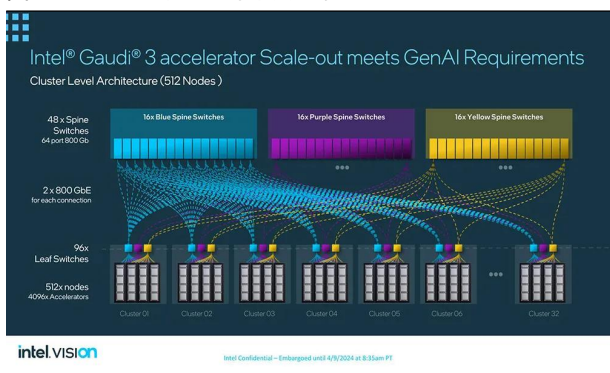 Intel® Gaudi® 3 accelerator Scale-out meets GenAI Requirements
Cluster Level Architecture (512 Nodes )
48 x Spine
Switches
64 port 800 Gb
16x Blue Spine Switches
16x Purple Spine Switches
16x Yellow Spine Switches
2 x 800 GbE
for each connection
96x
Leaf Switches
512x nodes
4096x Accelerators
Cluster 01
Cluster 02
Cluster 03
Cluster 04
Cluster 05
Cluster 06
Cluster 32
intel. VISION
Intel Confidential – Embargoed until 4/9/2024 at 8:35am PT